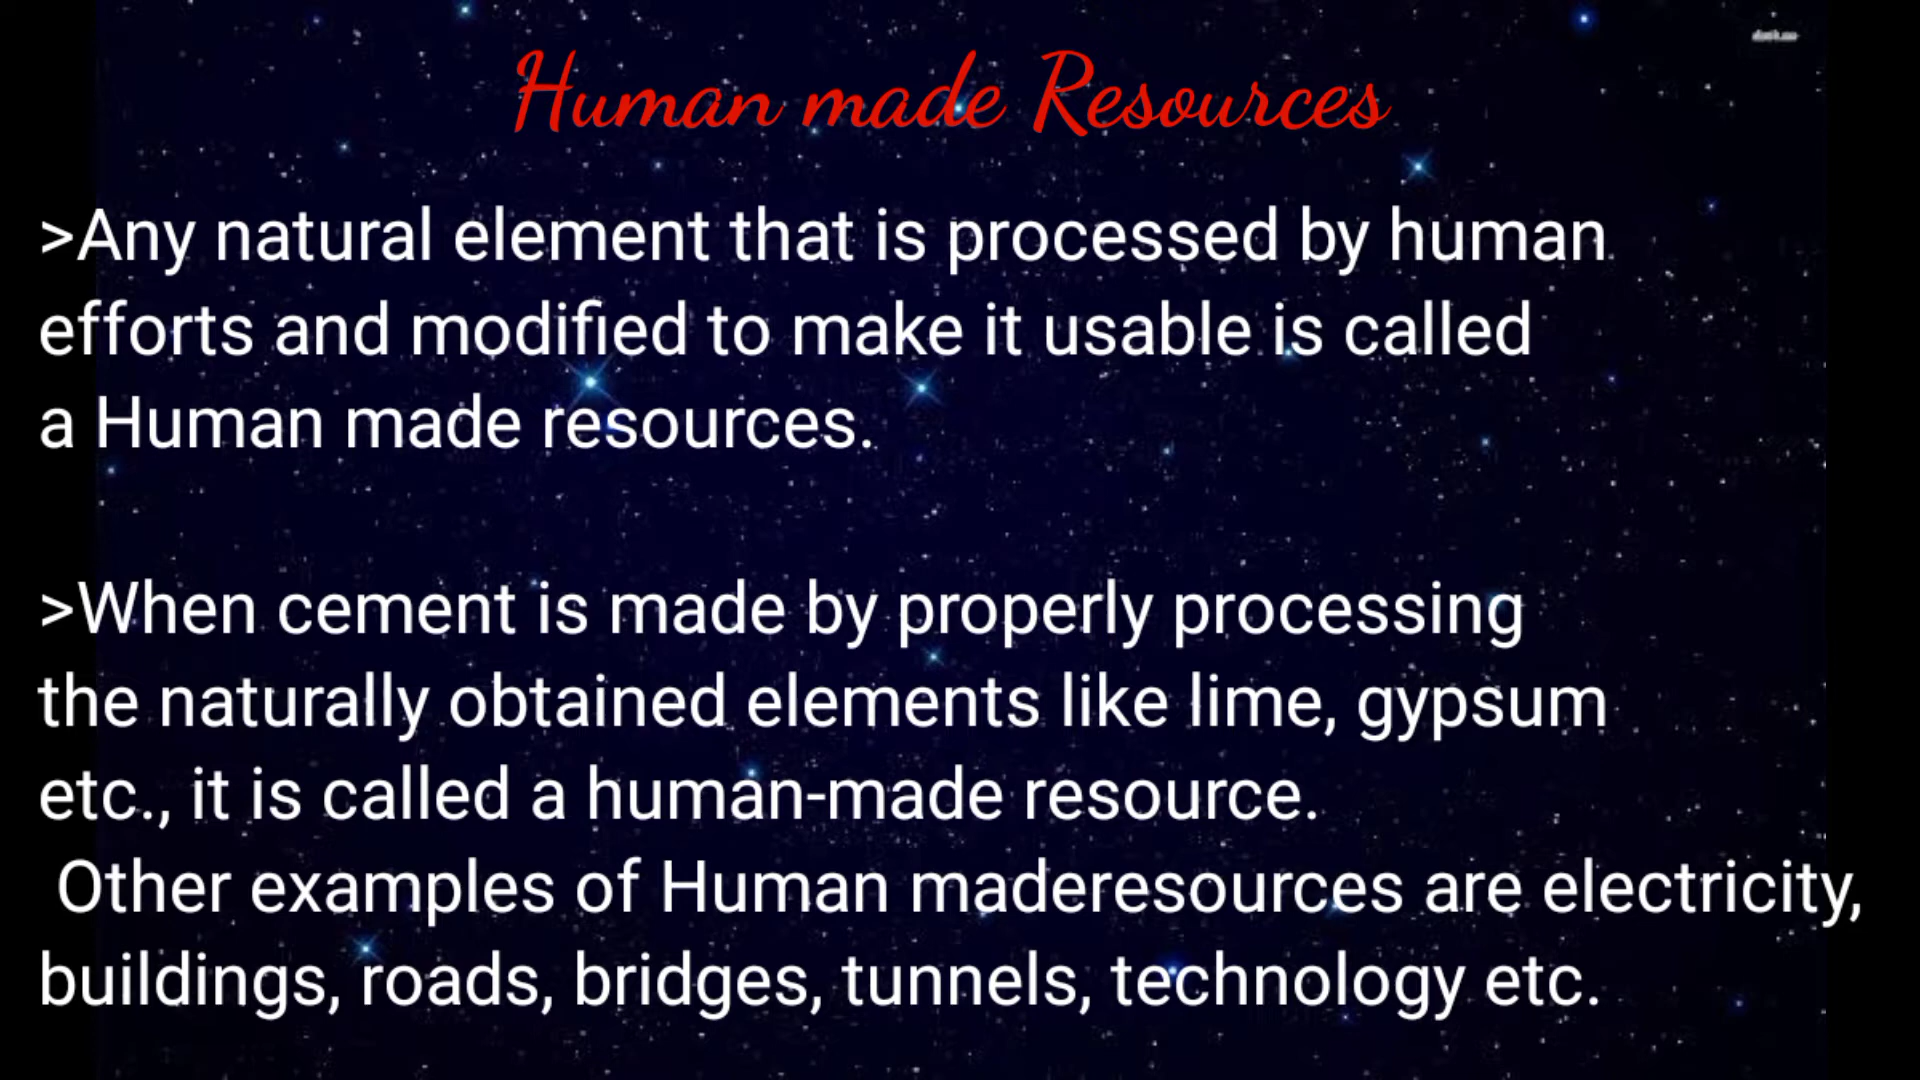 Human made Resources
>Any natural element that is processed by human
efforts and modified to make it usable is called
a Human made resources.
>When cement is made by properly processing
the naturally obtained elements like lime, gypsum
etc., it is called a human-made resource.
Other examples of Human maderesources are electricity,
buildings, roads, bridges, tunnels, technology etc.